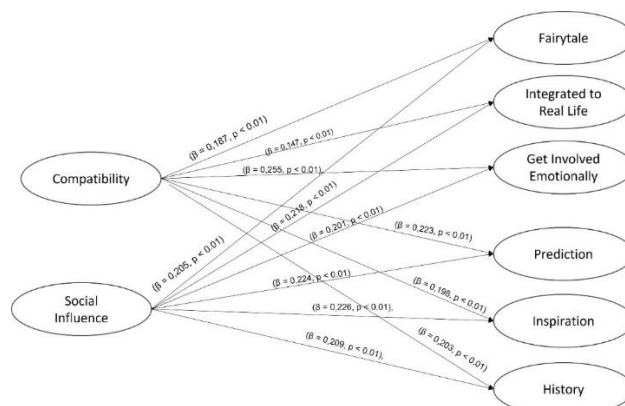 Fairytale
Integrated to
Real Life
(β = 0,187, p < 0.01)
(β = 0,147, p < 0.01)
Get Involved
Emotionally
(β = 0,255, p < 0.01)
Compatibility
(β = 0,218, p < 0.01)
(β = 0,201, p < 0.01)
(β = 0,223, p < 0.01)
(β = 0,205, p < 0.01)
Prediction
(β = 0,224, p < 0.01)
(β = 0,198, p < 0.01)
Social
Influence
(β = 0,226, p < 0.01),
Inspiration
(β = 0,209, p < 0.01),
(β = 0,203, p < 0.01)
History